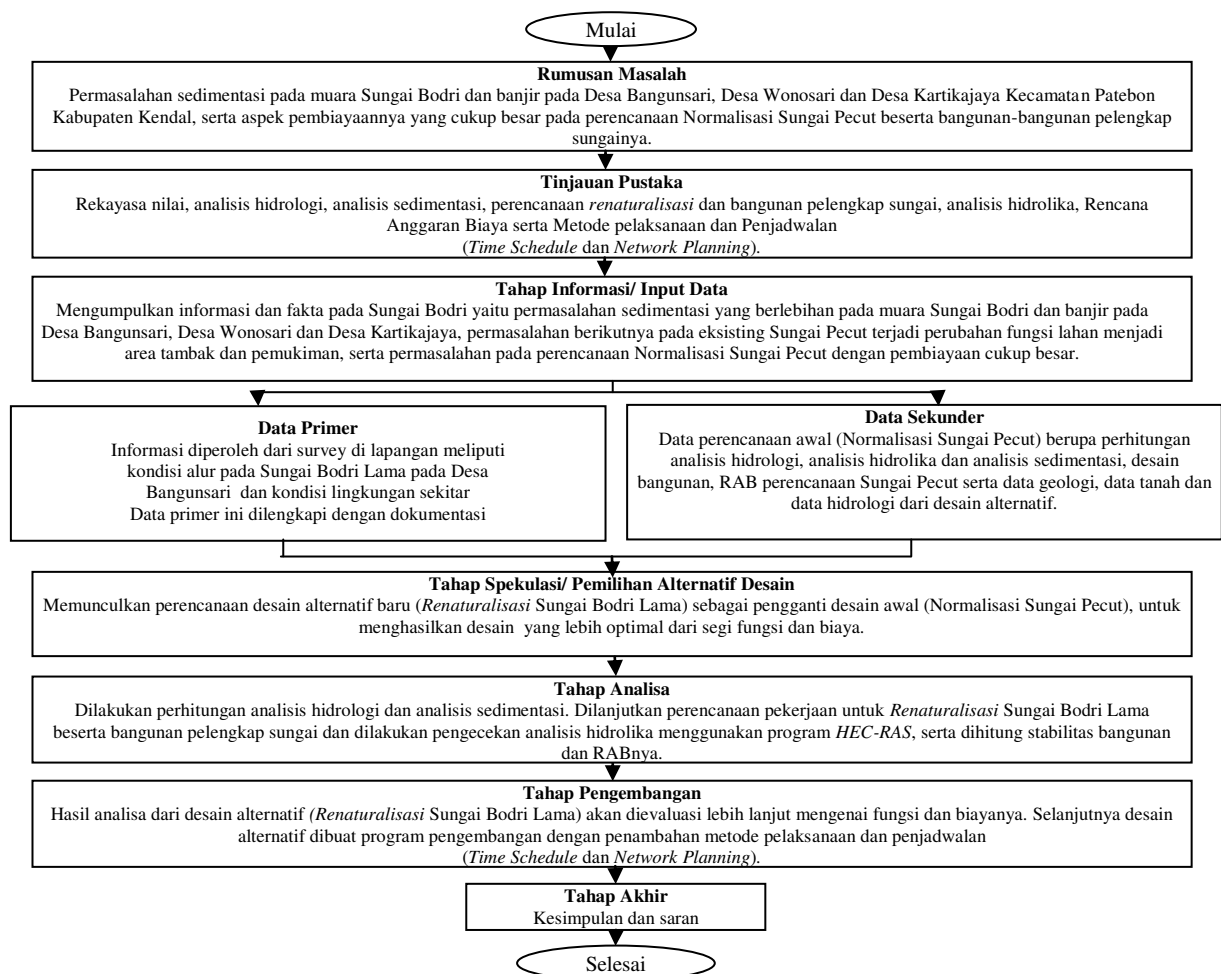 Mulai
Rumusan Masalah
Permasalahan sedimentasi pada muara Sungai Bodri dan banjir pada Desa Bangunsari, Desa Wonosari dan Desa Kartikajaya Kecamatan Patebon
Kabupaten Kendal, serta aspek pembiayaannya yang cukup besar pada perencanaan Normalisasi Sungai Pecut beserta bangunan-bangunan pelengkap
sungainya.
Tinjauan Pustaka
Rekayasa nilai, analisis hidrologi, analisis sedimentasi, perencanaan renaturalisasi dan bangunan pelengkap sungai, analisis hidrolika, Rencana
Anggaran Biaya serta Metode pelaksanaan dan Penjadwalan
(Time Schedule dan Network Planning).
Tahap Informasi/ Input Data
Mengumpulkan informasi dan fakta pada Sungai Bodri yaitu permasalahan sedimentasi yang berlebihan pada muara Sungai Bodri dan banjir pada
Desa Bangunsari, Desa Wonosari dan Desa Kartikajaya, permasalahan berikutnya pada eksisting Sungai Pecut terjadi perubahan fungsi lahan menjadi
area tambak dan pemukiman, serta permasalahan pada perencanaan Normalisasi Sungai Pecut dengan pembiayaan cukup besar.
Data Primer
Informasi diperoleh dari survey di lapangan meliputi
kondisi alur pada Sungai Bodri Lama pada Desa
Bangunsari dan kondisi lingkungan sekitar
Data primer ini dilengkapi dengan dokumentasi
Data Sekunder
Data perencanaan awal (Normalisasi Sungai Pecut) berupa perhitungan
analisis hidrologi, analisis hidrolika dan analisis sedimentasi, desain
bangunan, RAB perencanaan Sungai Pecut serta data geologi, data tanah dan
data hidrologi dari desain alternatif.
Tahap Spekulasi/ Pemilihan Alternatif Desain
Memunculkan perencanaan desain alternatif baru (Renaturalisasi Sungai Bodri Lama) sebagai pengganti desain awal (Normalisasi Sungai Pecut), untuk
menghasilkan desain yang lebih optimal dari segi fungsi dan biaya.
Tahap Analisa
Dilakukan perhitungan analisis hidrologi dan analisis sedimentasi. Dilanjutkan perencanaan pekerjaan untuk Renaturalisasi Sungai Bodri Lama
beserta bangunan pelengkap sungai dan dilakukan pengecekan analisis hidrolika menggunakan program HEC-RAS, serta dihitung stabilitas bangunan
dan RABnya.
Tahap Pengembangan
Hasil analisa dari desain alternatif (Renaturalisasi Sungai Bodri Lama) akan dievaluasi lebih lanjut mengenai fungsi dan biayanya. Selanjutnya desain
alternatif dibuat program pengembangan dengan penambahan metode pelaksanaan dan penjadwalan
(Time Schedule dan Network Planning).
Tahap Akhir
Kesimpulan dan saran
Selesai